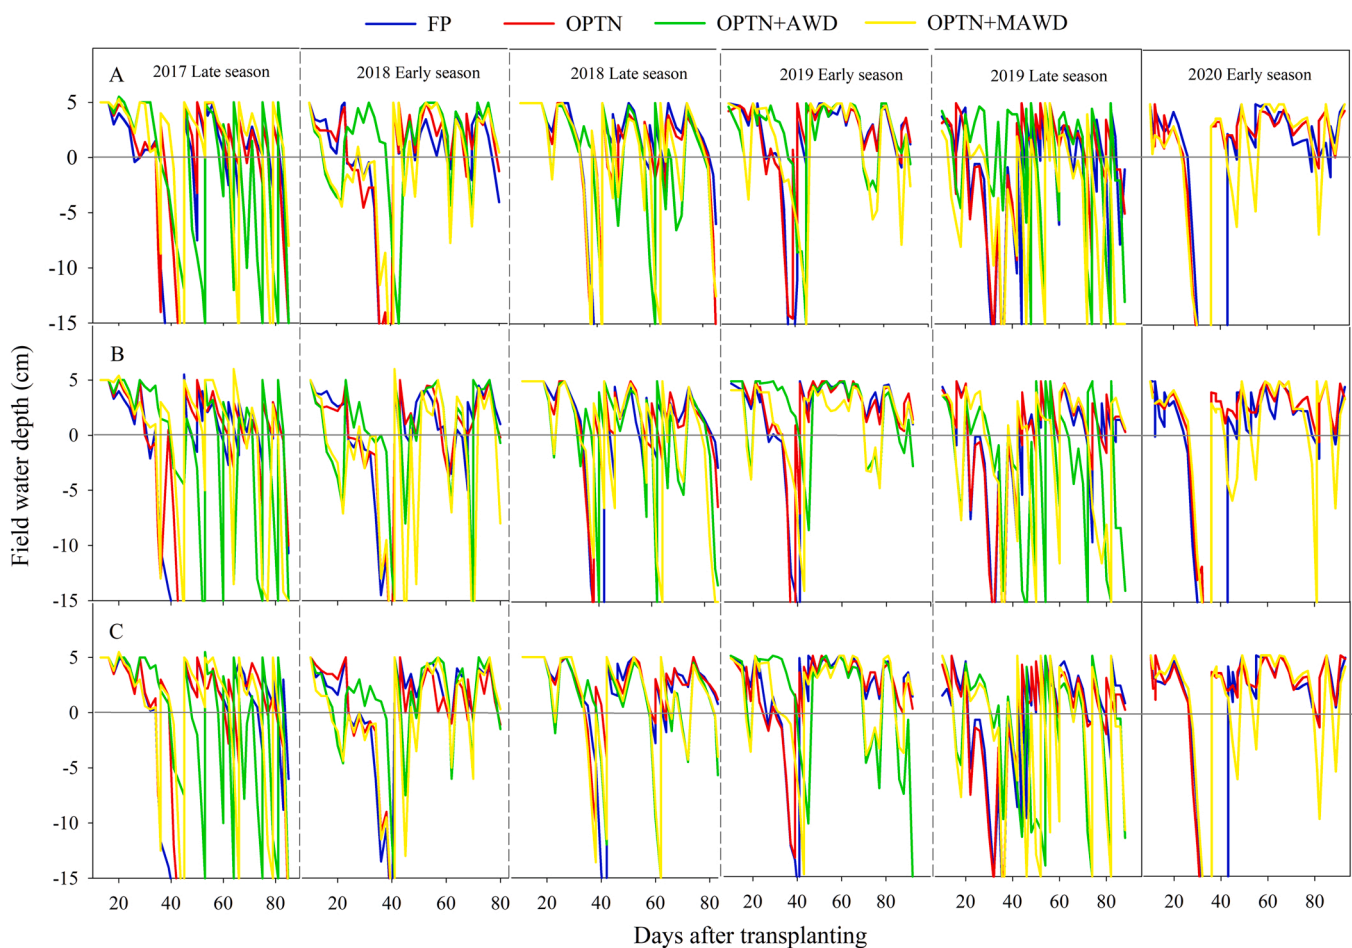 FP OPTN OPTN+AWD OPTN+MAWD
A 2017 Late season 2018 Early season 2018 Late season 2019 Early season 2019 Late season 2020 Early season
5
0
-5
-10
-15
B
5
0
-5
-10
-15
C
5
0
-5
-10
-15
Field water depth (cm)
20 40 60 80 20 40 60 80 20 40 60 80 20 40 60 80 20 40 60 80 20 40 60 80
Days after transplanting